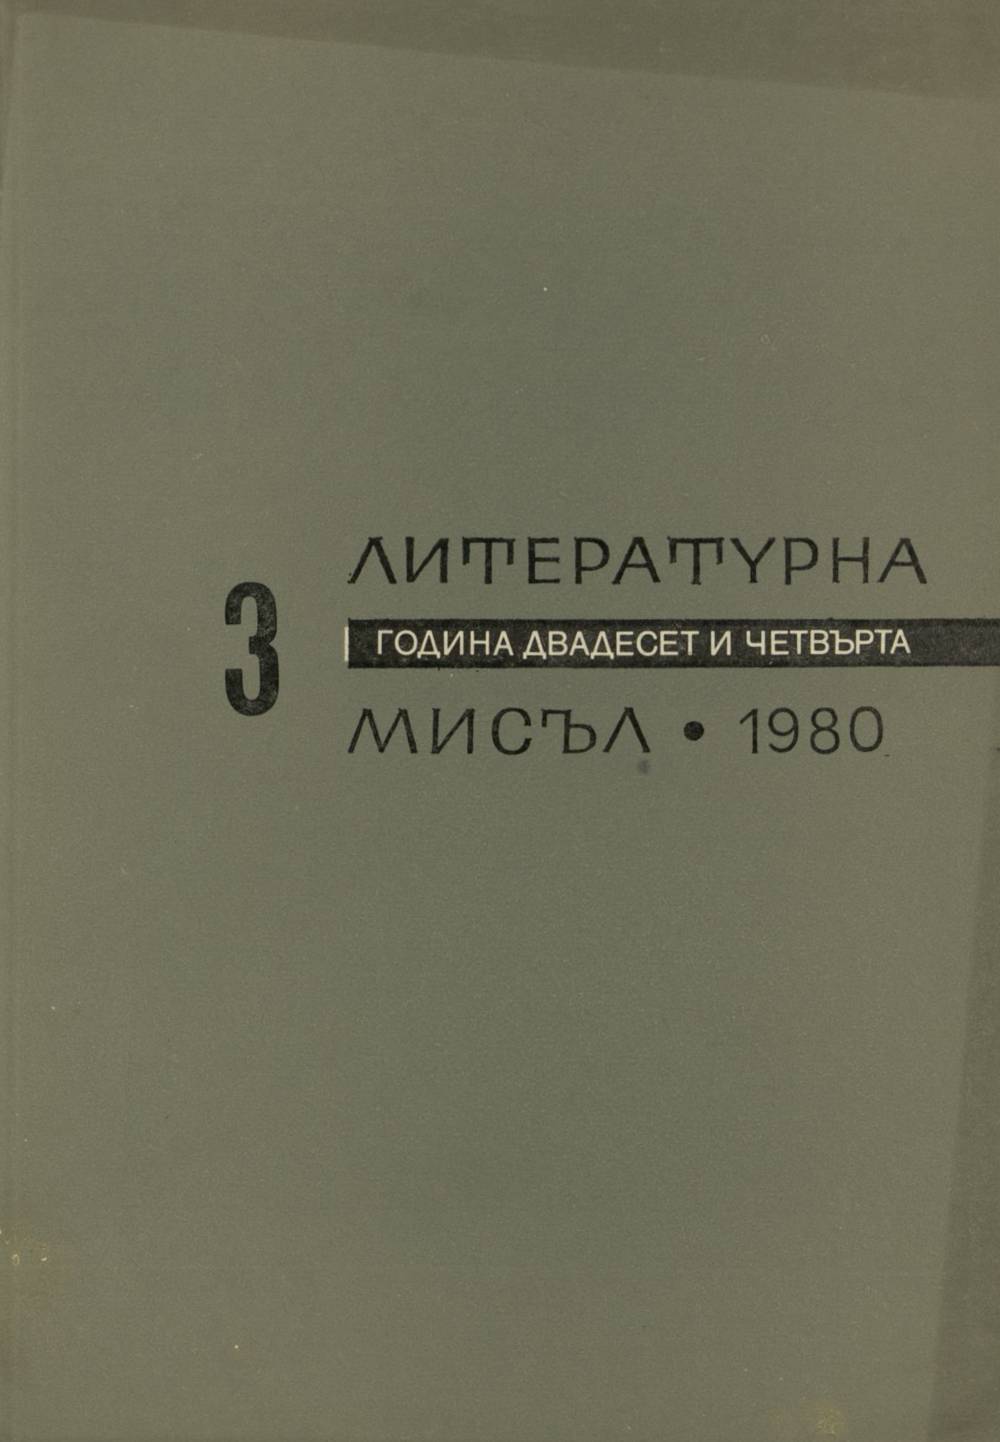 ЛИТЕРАТУРНА
3
ГОДИНА ДВАДЕСЕТ И ЧЕТВЪРТА
МИСЪЛ • 1980